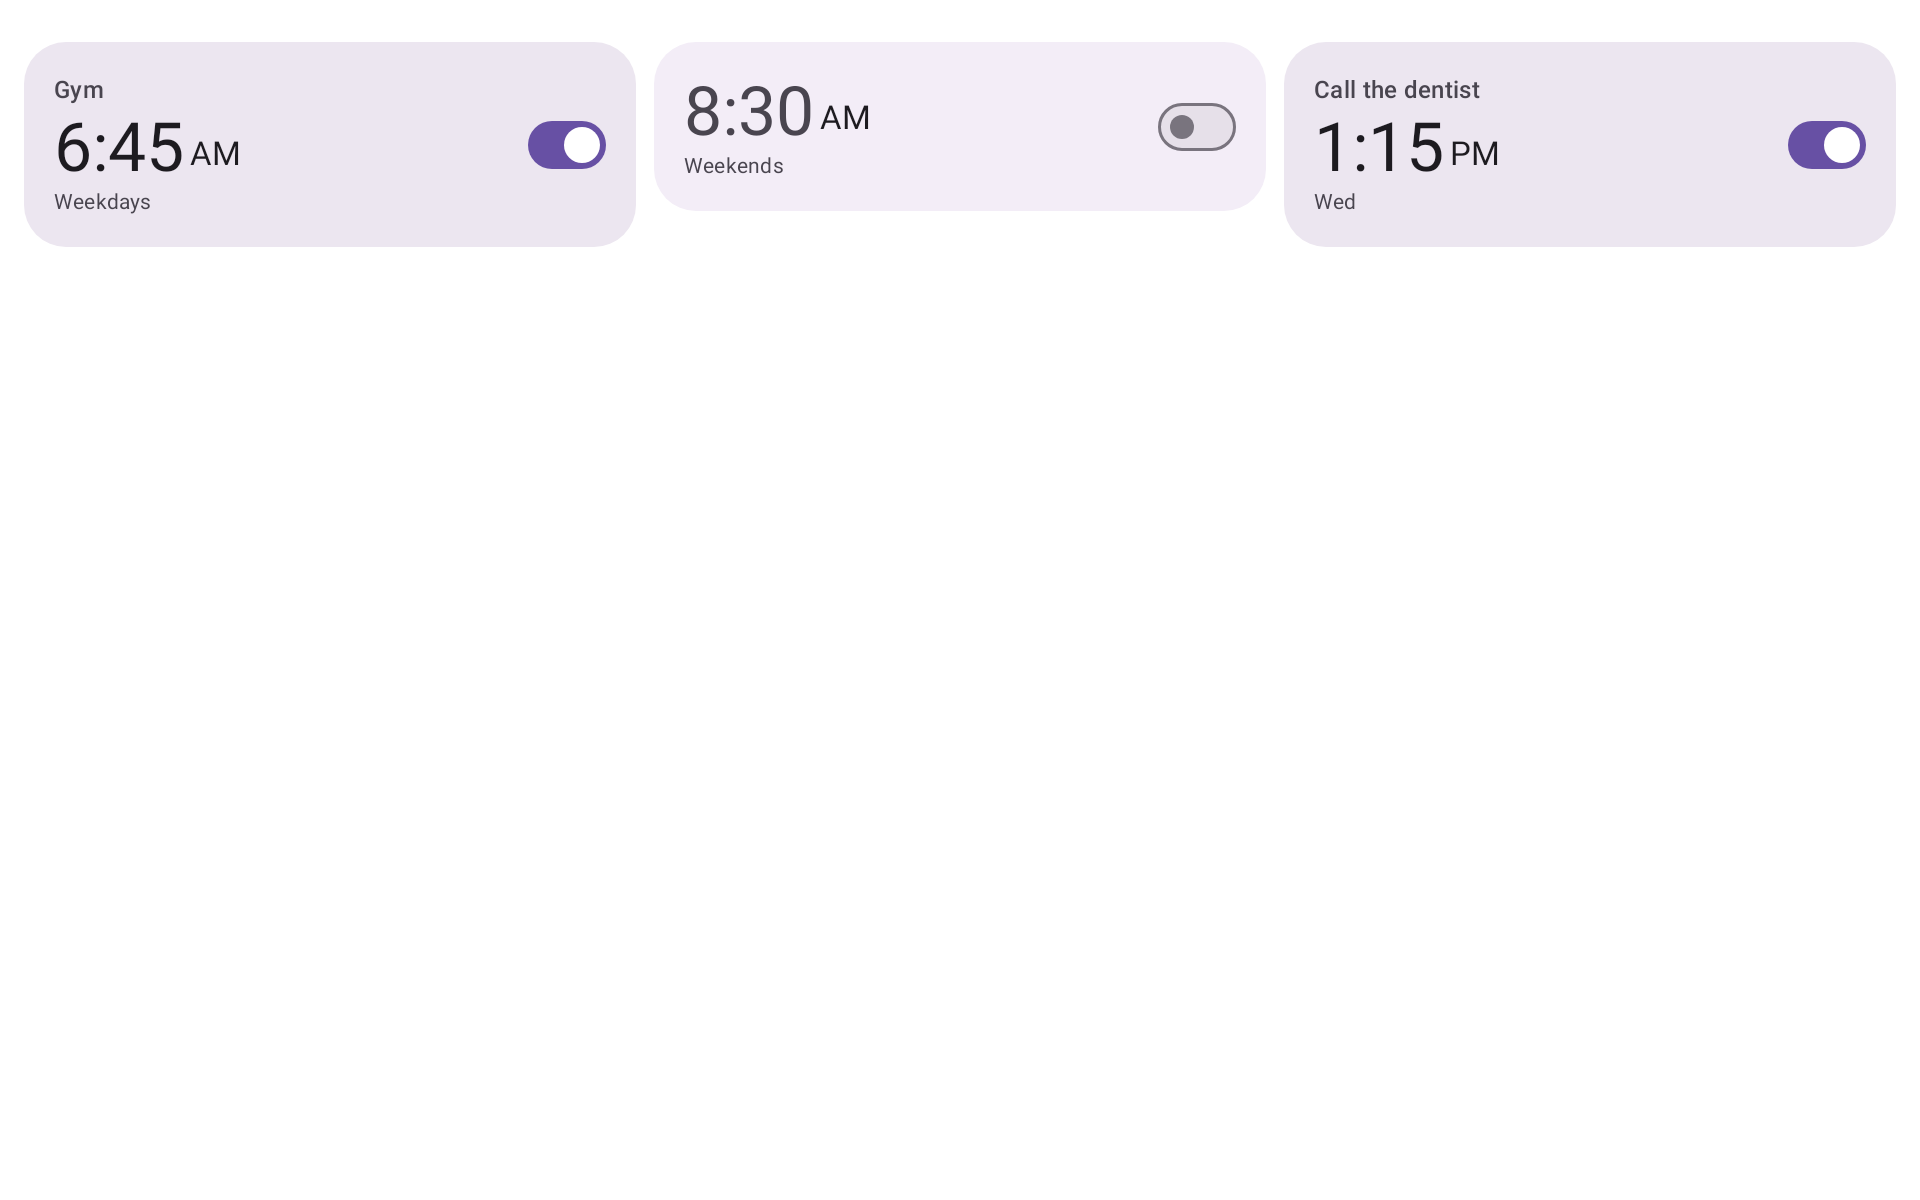 Gym
6:45 AM
Weekdays
8:30 AM
Weekends
Call the dentist
1:15 PM
Wed